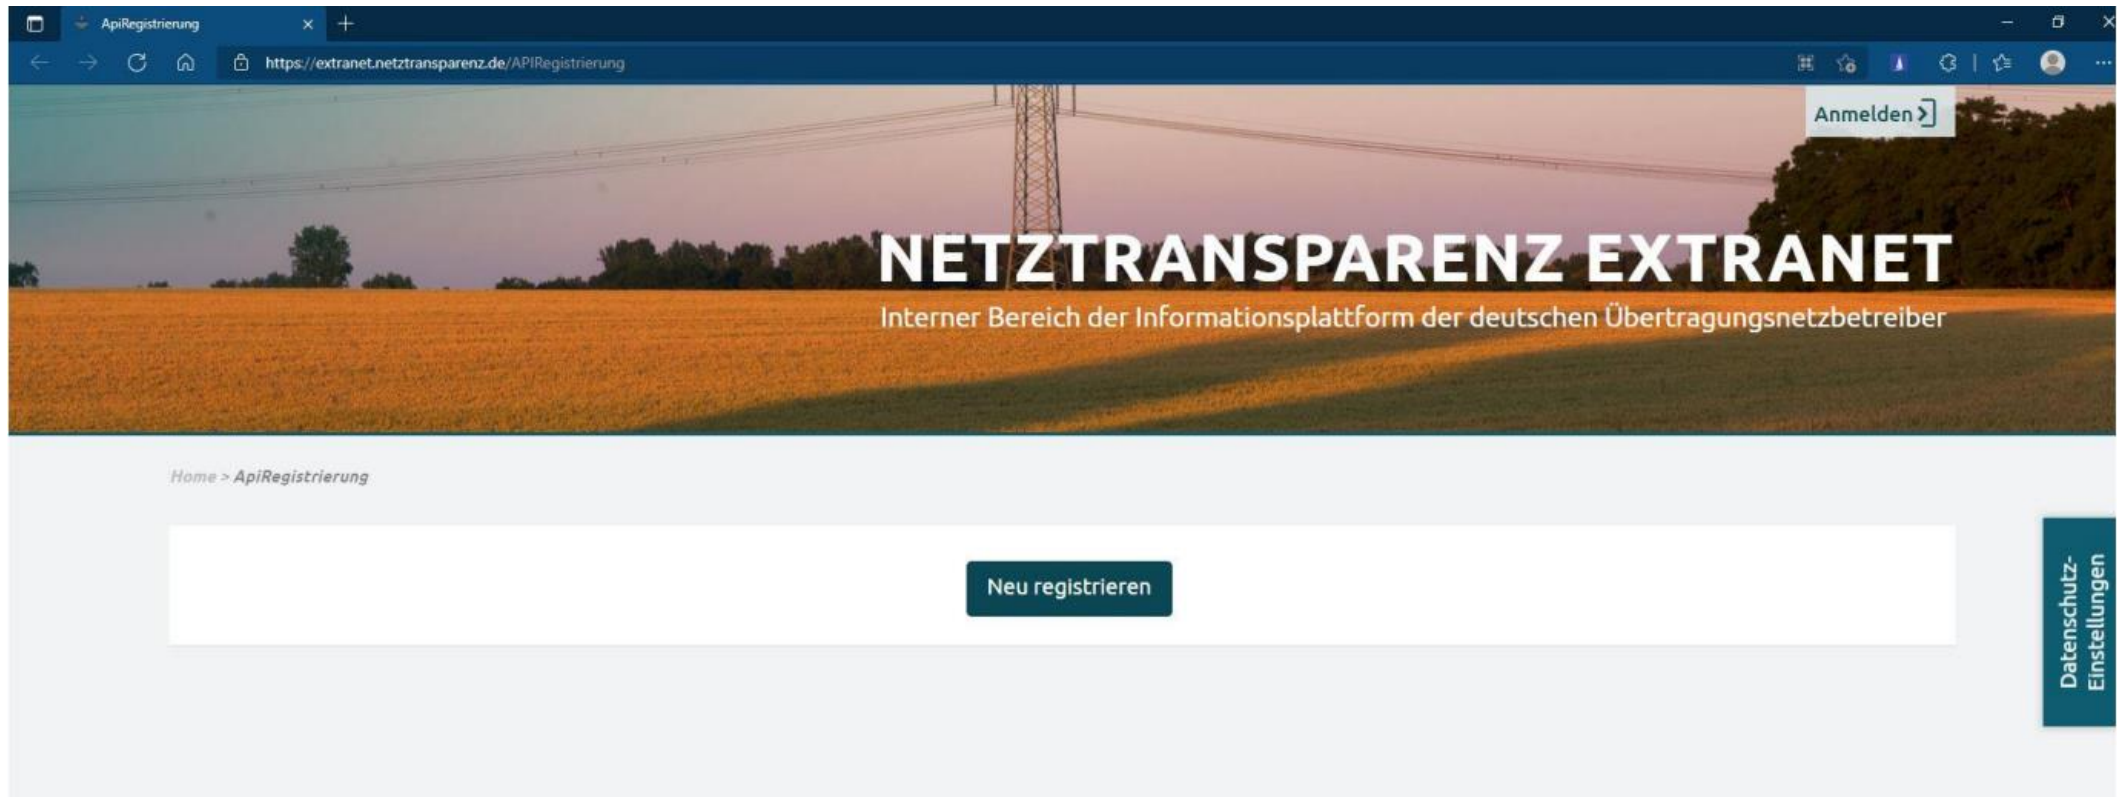 ApiRegistrierung
https://extranet.netztransparenz.de/APIRegistrierung
Anmelden
NETZTRANSPARENZ EXTRANET
Interner Bereich der Informationsplattform der deutschen Übertragungsnetzbetreiber
Home > ApiRegistrierung
Neu registrieren
Datenschutz-
Einstellungen